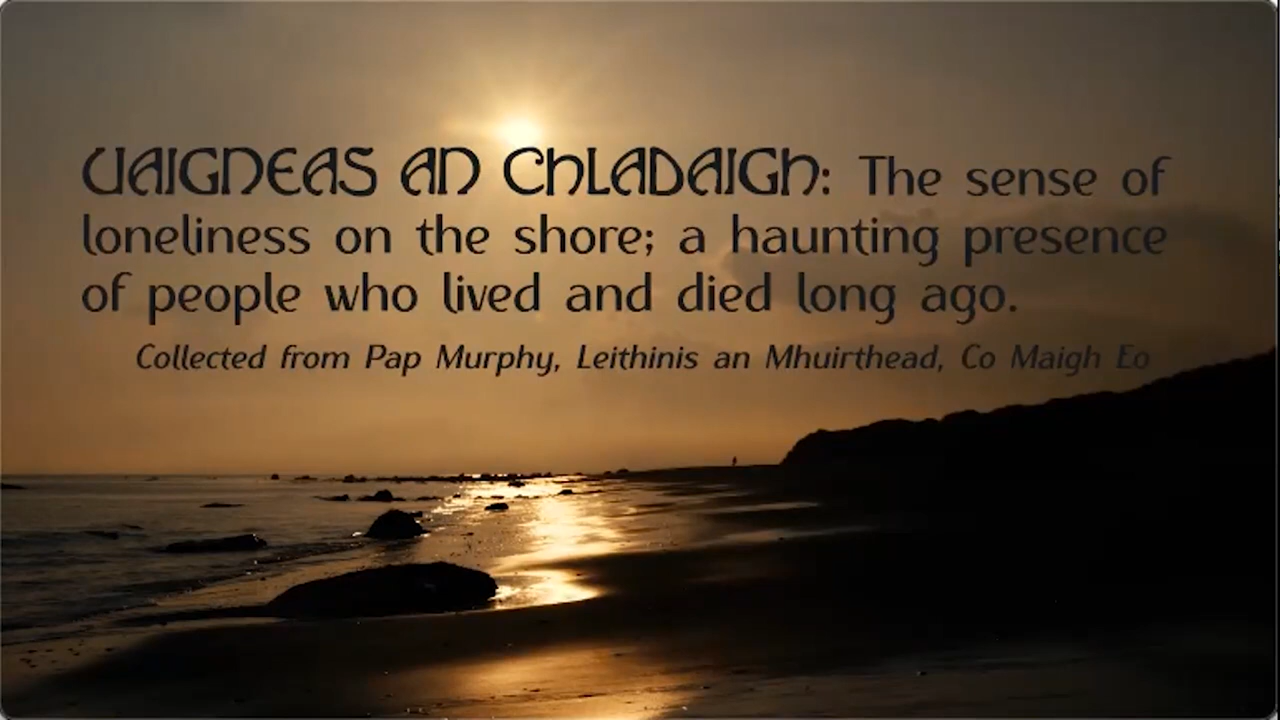 UAIGNEAS AN CHLADAIGH: The sense of
loneliness on the shore; a haunting presence
of people who lived and died long ago.
Collected from Pap Murphy, Leithinis an Mhuirthead, Co Maigh Eo